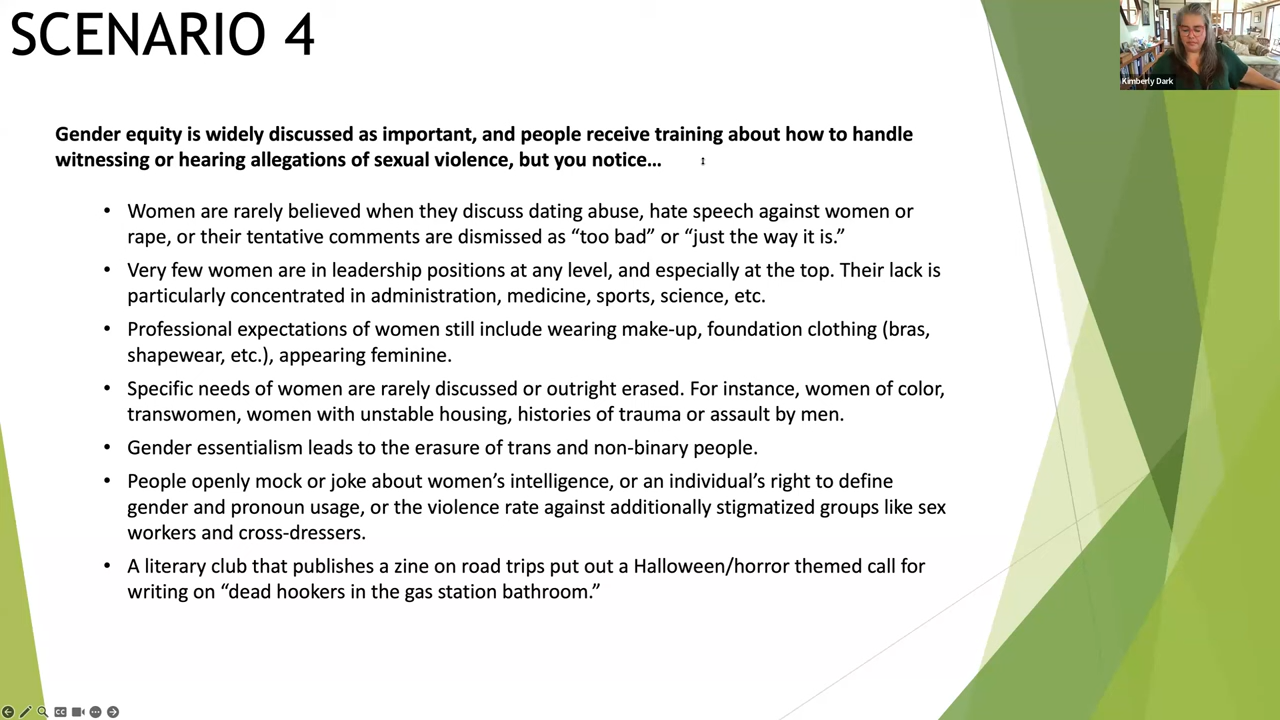 SCENARIO 4
Kimberly Dark
Gender equity is widely discussed as important, and people receive training about how to handle
witnessing or hearing allegations of sexual violence, but you notice...
• Women are rarely believed when they discuss dating abuse, hate speech against women or
rape, or their tentative comments are dismissed as “too bad” or “just the way it is.”
• Very few women are in leadership positions at any level, and especially at the top. Their lack is
particularly concentrated in administration, medicine, sports, science, etc.
• Professional expectations of women still include wearing make-up, foundation clothing (bras,
shapewear, etc.), appearing feminine.
• Specific needs of women are rarely discussed or outright erased. For instance, women of color,
transwomen, women with unstable housing, histories of trauma or assault by men.
• Gender essentialism leads to the erasure of trans and non-binary people.
• People openly mock or joke about women’s intelligence, or an individual’s right to define
gender and pronoun usage, or the violence rate against additionally stigmatized groups like sex
workers and cross-dressers.
• A literary club that publishes a zine on road trips put out a Halloween/horror themed call for
writing on “dead hookers in the gas station bathroom.”
CC